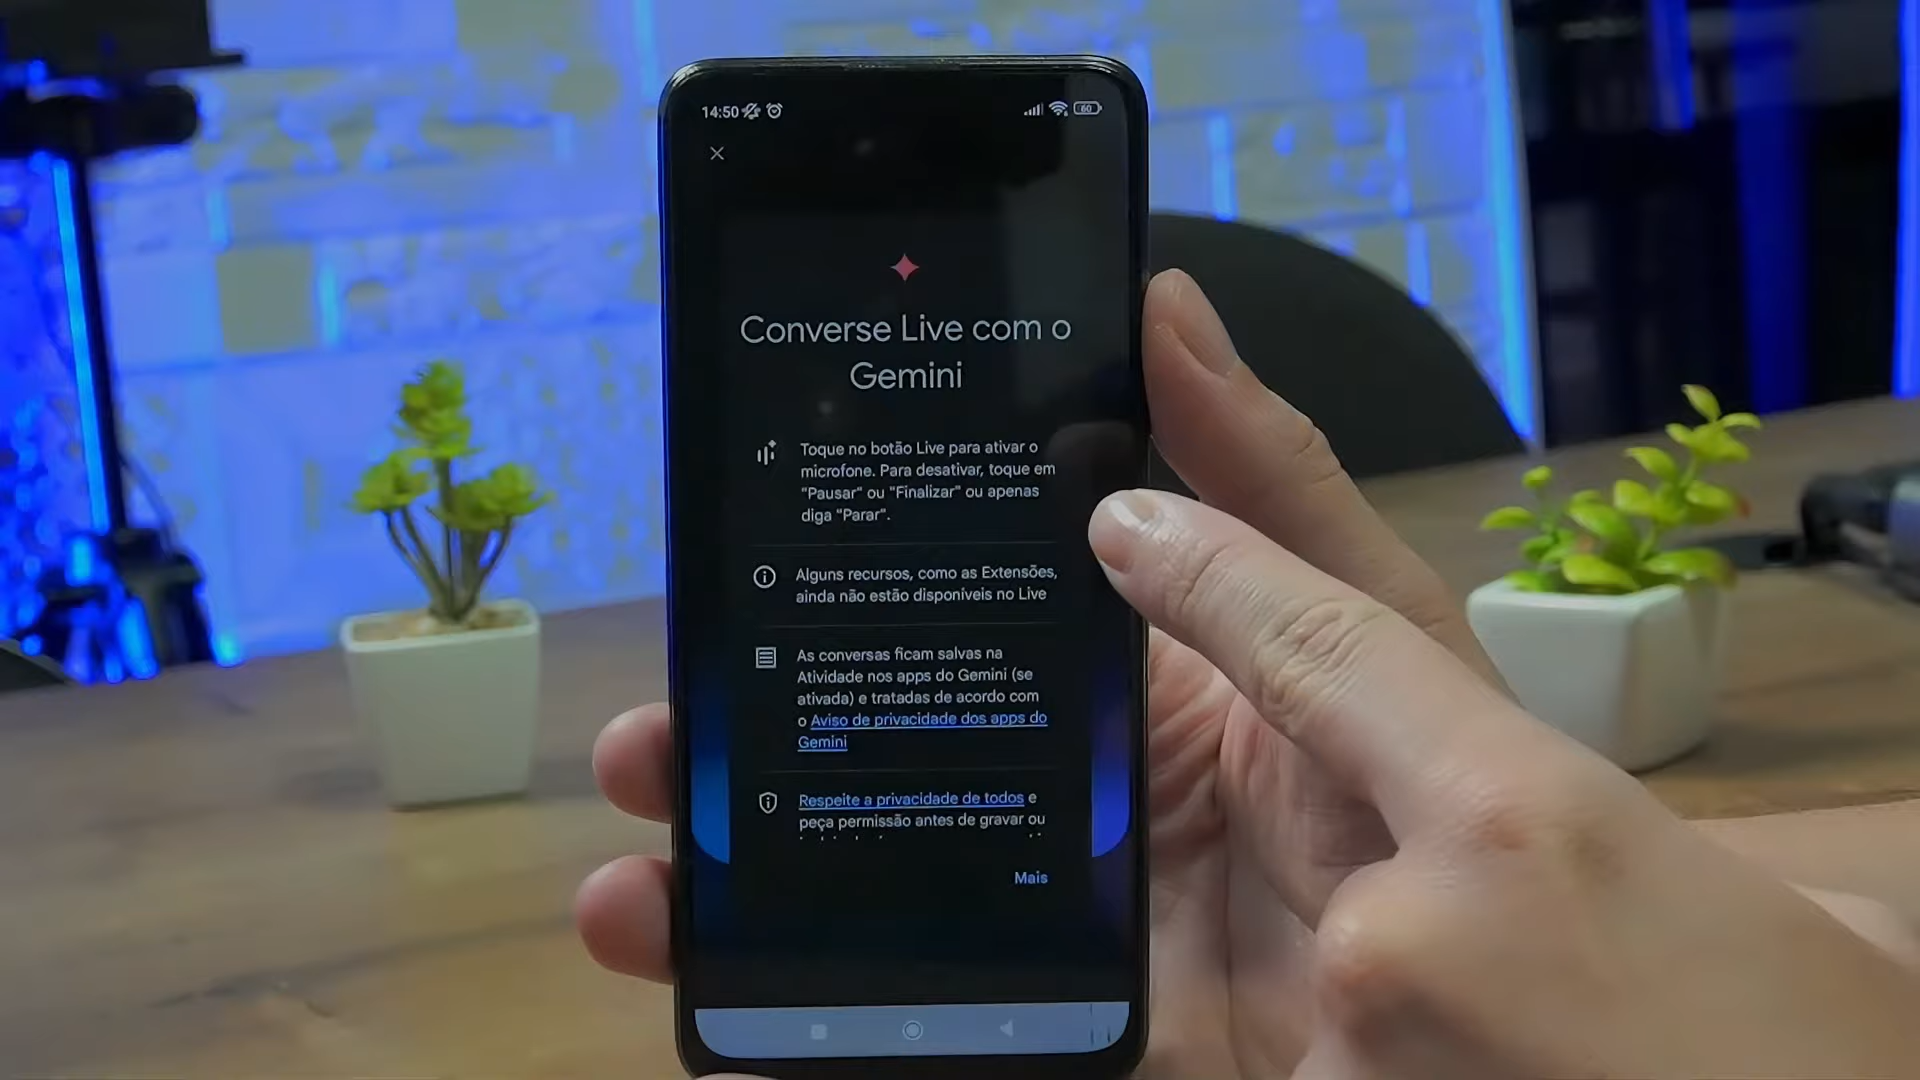 14:50
60
Converse Live com o
Gemini
Toque no botão Live para ativar o
microfone. Para desativar, toque em
"Pausar" ou "Finalizar" ou apenas
diga "Parar".
Alguns recursos, como as Extensões,
ainda não estão disponíveis no Live
As conversas ficam salvas na
Atividade nos apps do Gemini (se
ativada) e tratadas de acordo com
o Aviso de privacidade dos apps do
Gemini
Respeite a privacidade de todos e
peça permissão antes de gravar ou
Mais